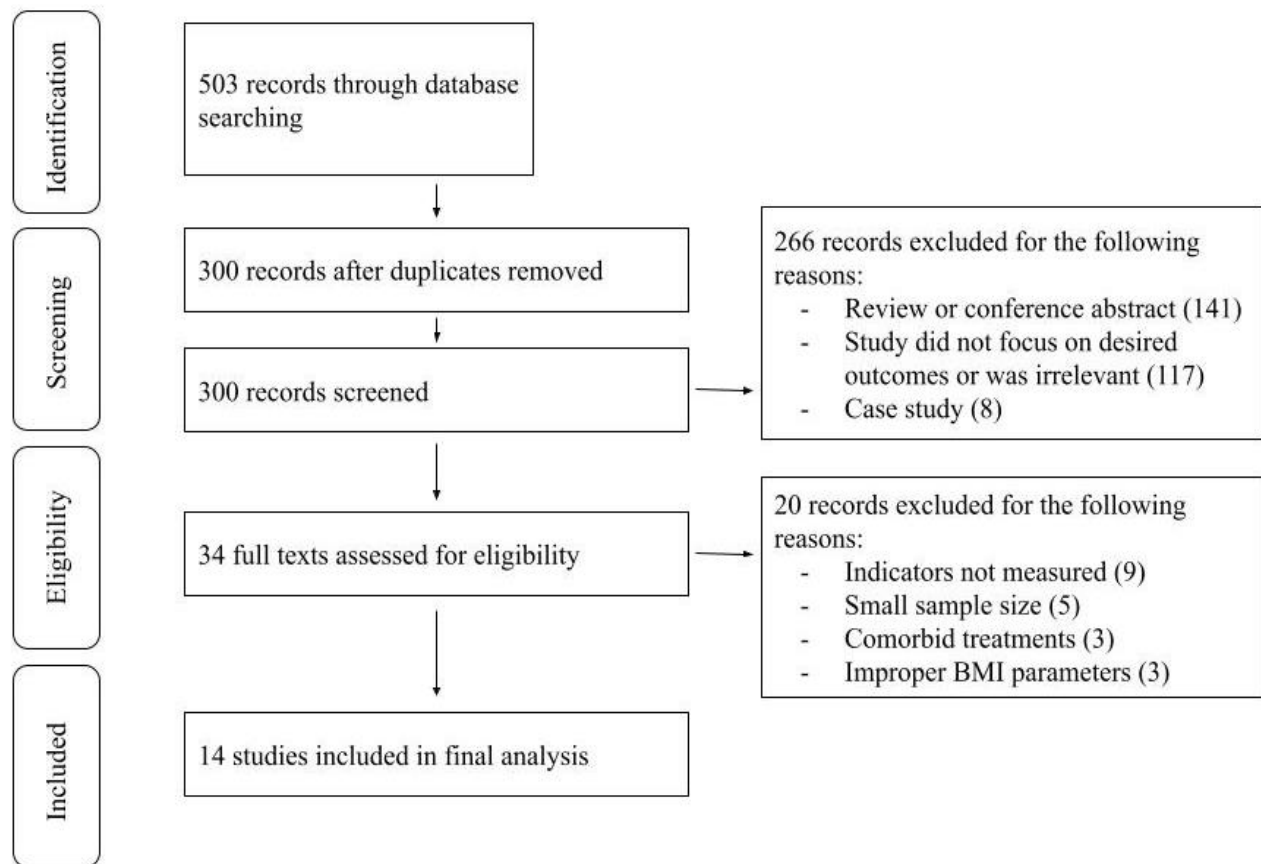 Identification
503 records through database
searching
Screening
300 records after duplicates removed
300 records screened
266 records excluded for the following
reasons:
- Review or conference abstract (141)
- Study did not focus on desired
outcomes or was irrelevant (117)
- Case study (8)
Eligibility
34 full texts assessed for eligibility
20 records excluded for the following
reasons:
- Indicators not measured (9)
- Small sample size (5)
- Comorbid treatments (3)
- Improper BMI parameters (3)
Included
14 studies included in final analysis